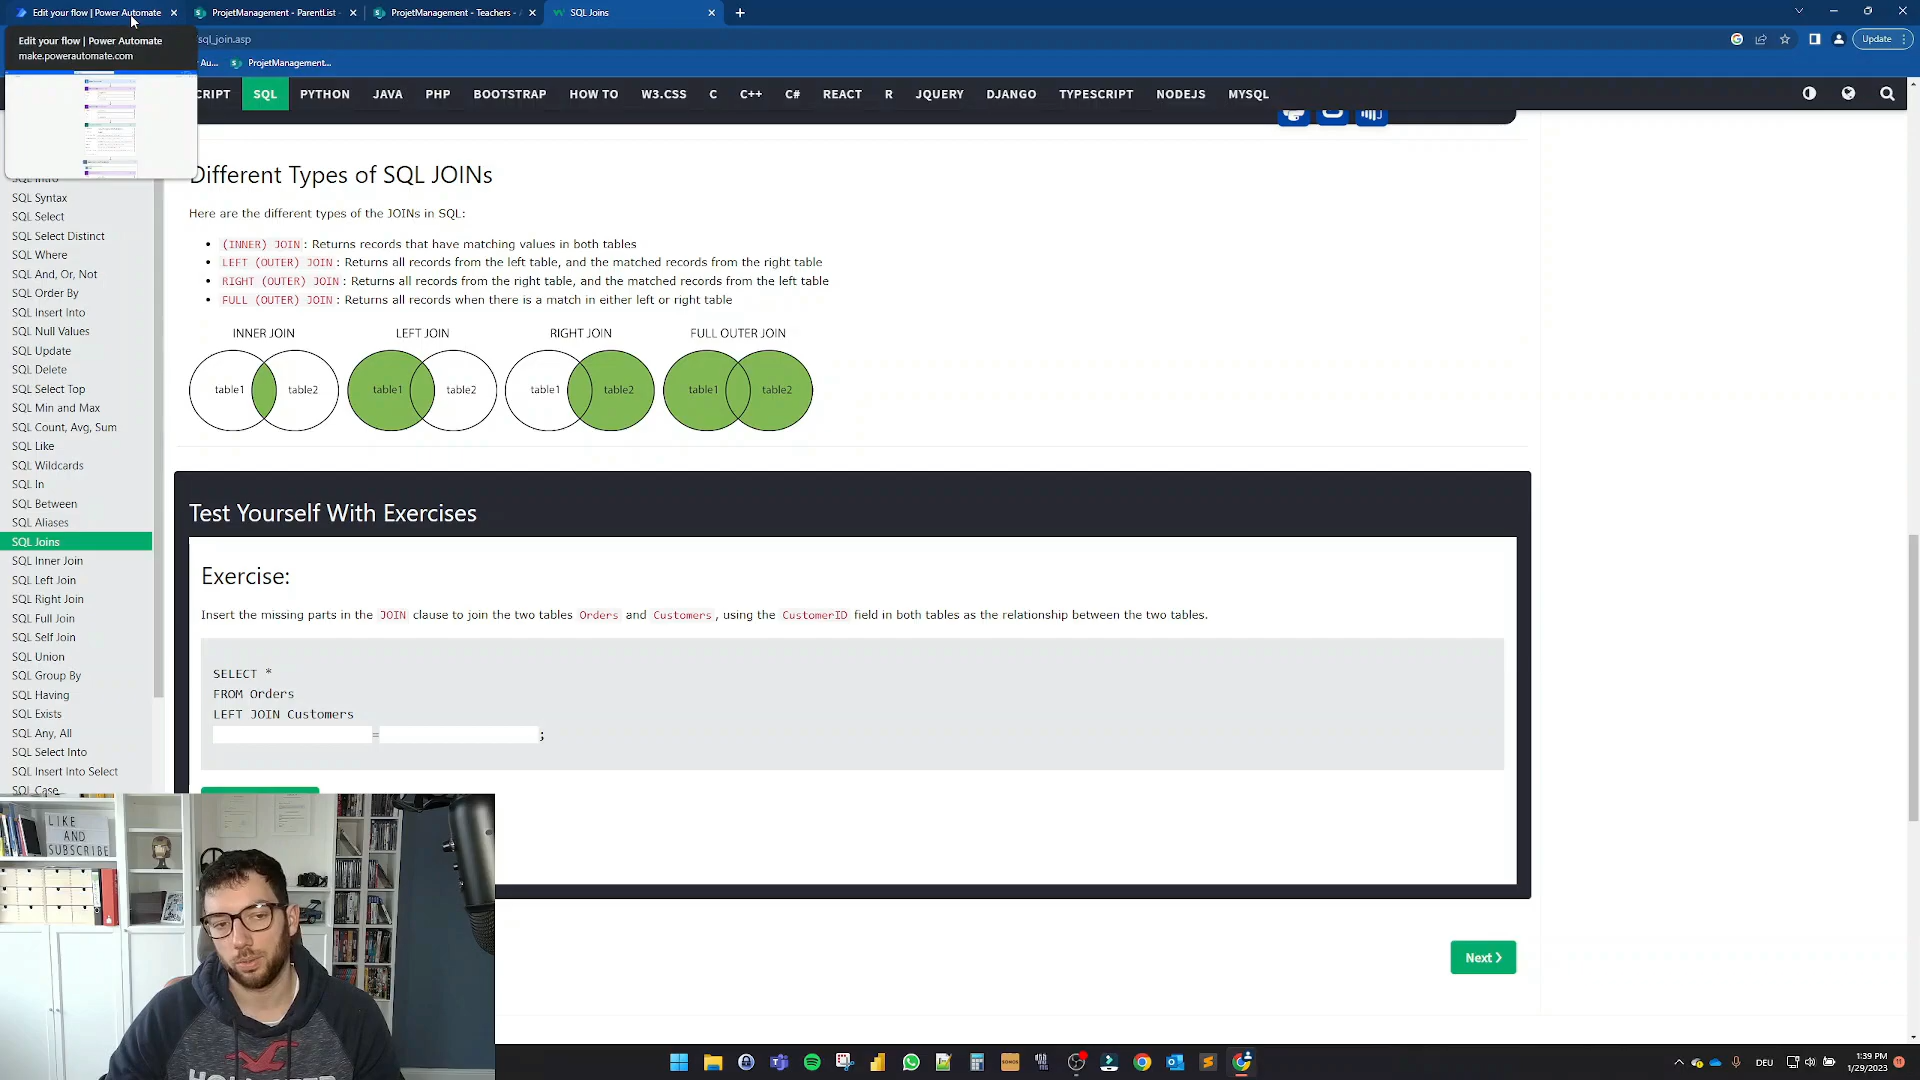 Edit your flow | Power Automate
ProjetManagement - ParentList -
ProjetManagement - Teachers -
SQL Joins
Edit your flow | Power Automate
make.powerautomate.com
sql_join.asp
Update
Au...
ProjetManagement...
CRIPT
SQL
PYTHON
JAVA
PHP
BOOTSTRAP
HOW TO
W3.CSS
C
C++
C#
REACT
R
JQUERY
DJANGO
TYPESCRIPT
NODEJS
MYSQL
SQL Intro
SQL Syntax
SQL Select
SQL Select Distinct
SQL Where
SQL And, Or, Not
SQL Order By
SQL Insert Into
SQL Null Values
SQL Update
SQL Delete
SQL Select Top
SQL Min and Max
SQL Count, Avg, Sum
SQL Like
SQL Wildcards
SQL In
SQL Between
SQL Aliases
SQL Joins
SQL Inner Join
SQL Left Join
SQL Right Join
SQL Full Join
SQL Self Join
SQL Union
SQL Group By
SQL Having
SQL Exists
SQL Any, All
SQL Select Into
SQL Insert Into Select
SQL Case
Different Types of SQL JOINs
Here are the different types of the JOINs in SQL:
• (INNER) JOIN: Returns records that have matching values in both tables
• LEFT (OUTER) JOIN: Returns all records from the left table, and the matched records from the right table
• RIGHT (OUTER) JOIN: Returns all records from the right table, and the matched records from the left table
• FULL (OUTER) JOIN: Returns all records when there is a match in either left or right table
INNER JOIN
LEFT JOIN
RIGHT JOIN
FULL OUTER JOIN
table1
table2
table1
table2
table1
table2
table1
table2
Test Yourself With Exercises
Exercise:
Insert the missing parts in the JOIN clause to join the two tables Orders and Customers, using the CustomerID field in both tables as the relationship between the two tables.
SELECT *
FROM Orders
LEFT JOIN Customers
= ;
Next ❯
LIKE
AND
SUBSCRIBE
DEU
1:39 PM
1/29/2023
11